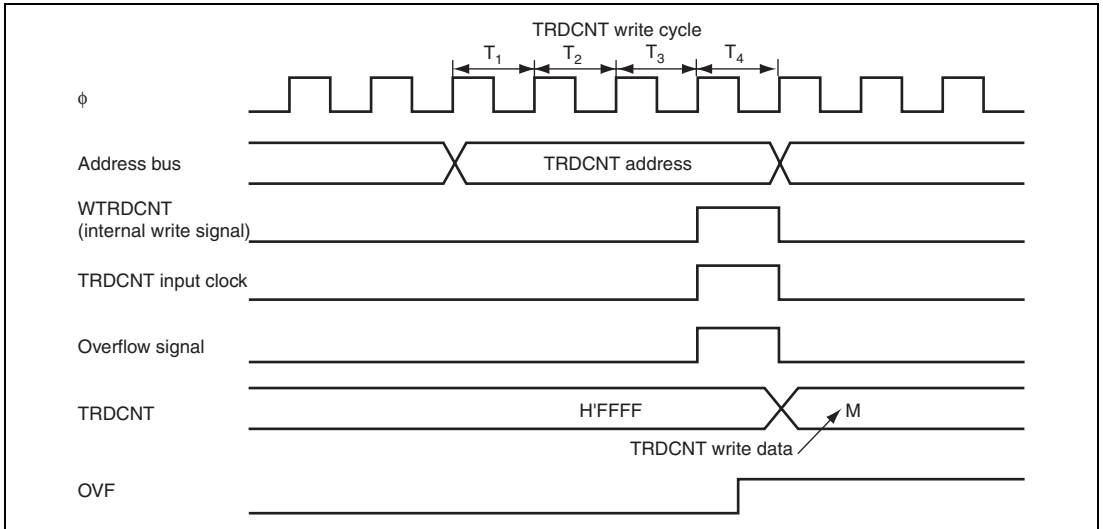 TRDCNT write cycle
T1 T2 T3 T4
ϕ
Address bus
TRDCNT address
WTRDCNT
(internal write signal)
TRDCNT input clock
Overflow signal
TRDCNT
H'FFFF
M
TRDCNT write data
OVF